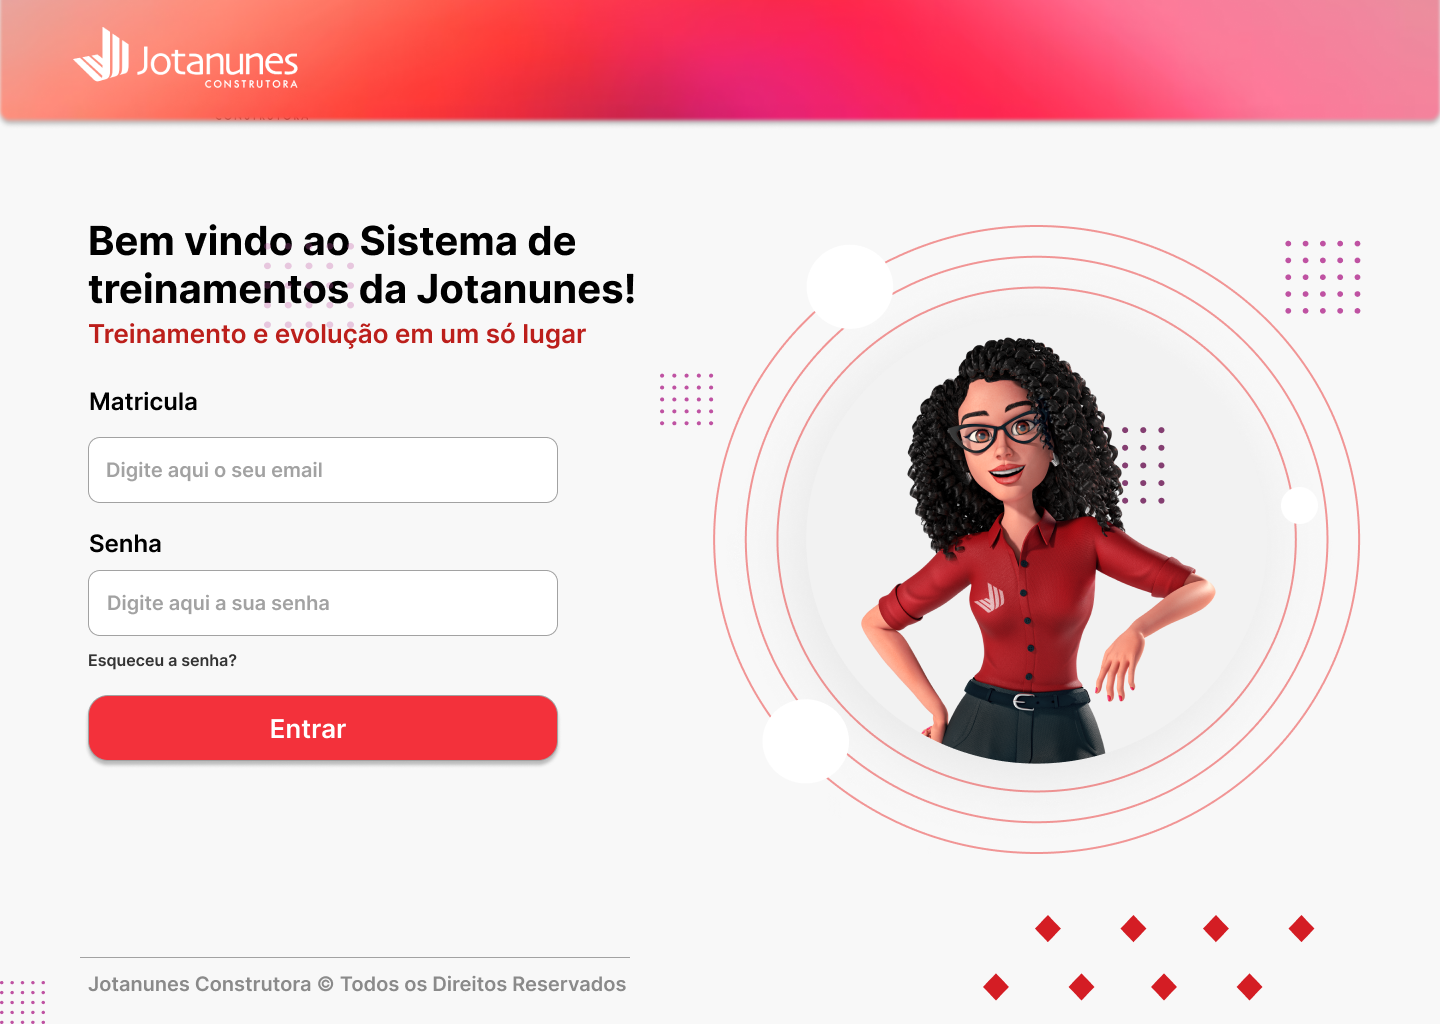 Jotanunes
CONSTRUTORA
CONSTRUTORA
Bem vindo ao Sistema de
treinamentos da Jotanunes!
Treinamento e evolução em um só lugar
Matricula
Digite aqui o seu email
Senha
Digite aqui a sua senha
Esqueceu a senha?
Entrar
Jotanunes Construtora © Todos os Direitos Reservados